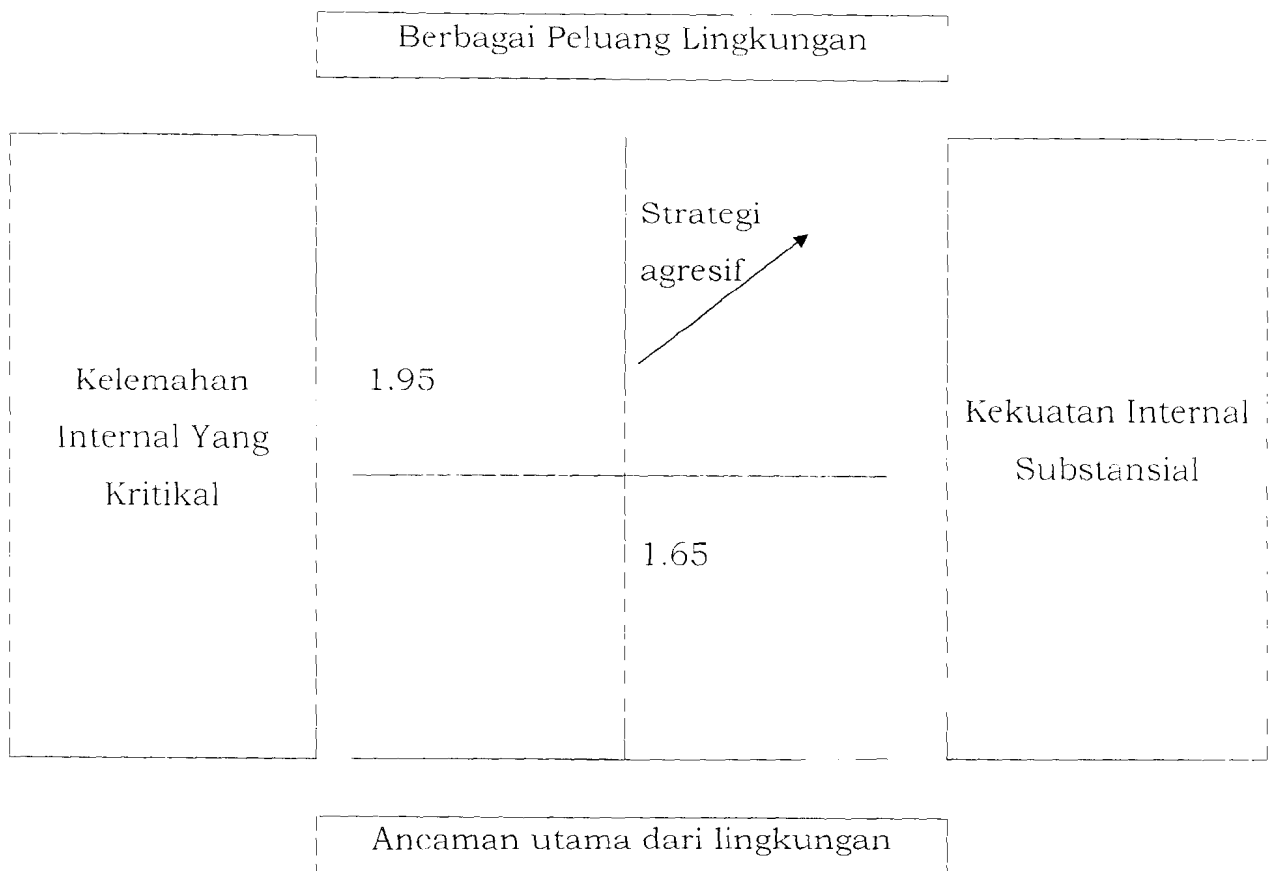 Berbagai Peluang Lingkungan
Strategi
agresif
Kelemahan
Internal Yang
Kritikal
1.95
Kekuatan Internal
Substansial
1.65
Ancaman utama dari lingkungan